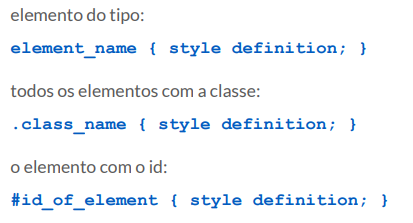 elemento do tipo:
element_name { style definition; }
todos os elementos com a classe:
.class_name { style definition; }
o elemento com o id:
#id_of_element { style definition; }